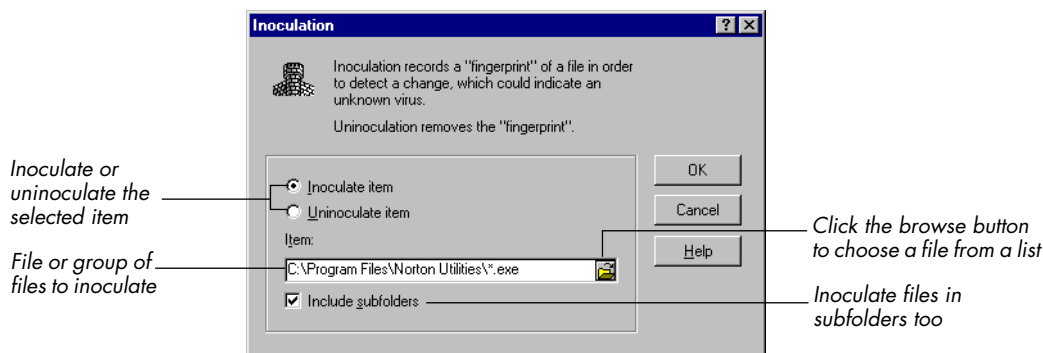 Inoculation
Inoculation records a "fingerprint" of a file in order
to detect a change, which could indicate an
unknown virus.
Uninoculation removes the "fingerprint".
Inoculate or
uninoculate the
selected item
Inoculate item
Uninoculate item
OK
Cancel
Help
Item:
File or group of
files to inoculate
C:\Program Files\Norton Utilities\*.exe
Click the browse button
to choose a file from a list
Include subfolders
Inoculate files in
subfolders too